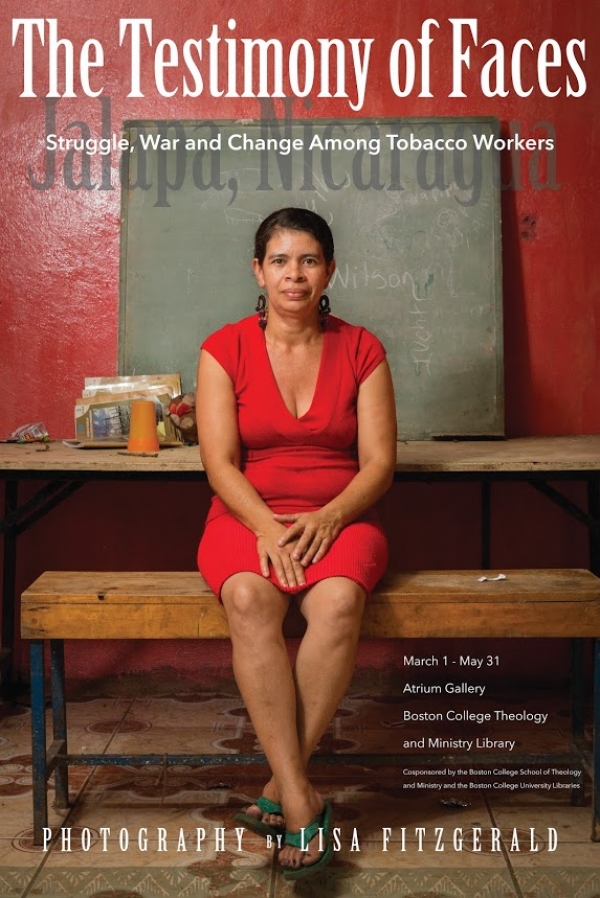 The Testimony of Faces
Jalapa, Nicaragua
Struggle, War and Change Among Tobacco Workers
Wilson
March 1 - May 31
Atrium Gallery
Boston College Theology
and Ministry Library
Cosponsored by the Boston College School of Theology
and Ministry and the Boston College University Libraries
PHOTOGRAPHY BY LISA FITZGERALD